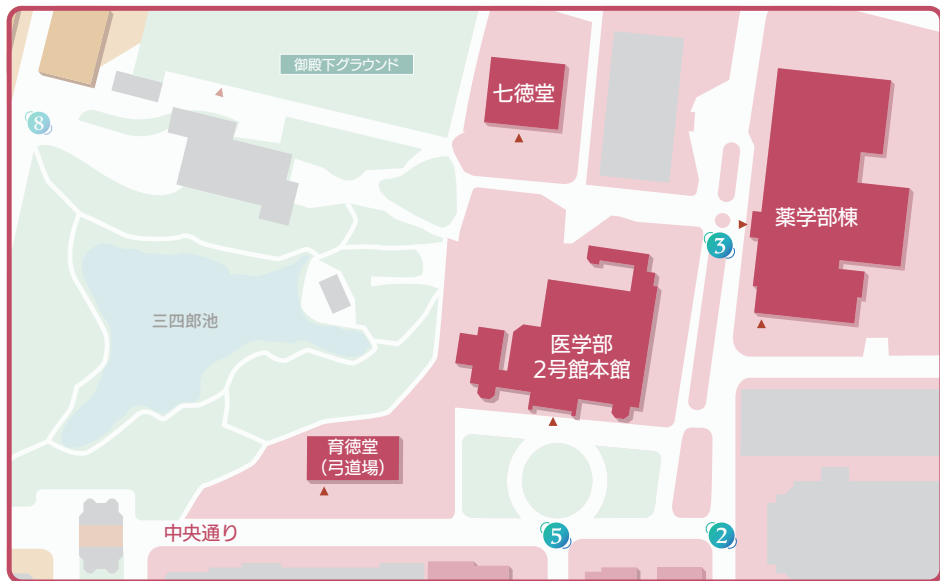 御殿下グラウンド
七徳堂
8
薬学部棟
3
三四郎池
医学部
2号館本館
育徳堂
(弓道場)
中央通り
5
2